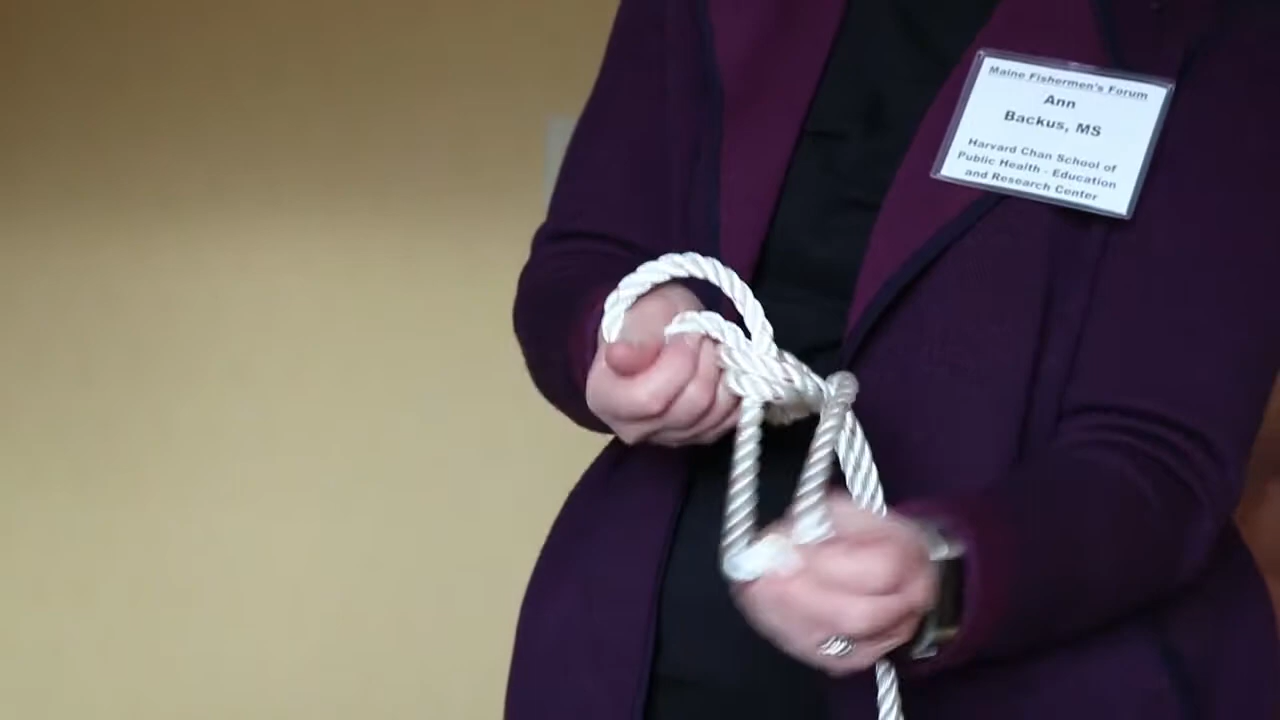 Maine Fishermen's Forum
Ann
Backus, MS
Harvard Chan School of
Public Health - Education
and Research Center